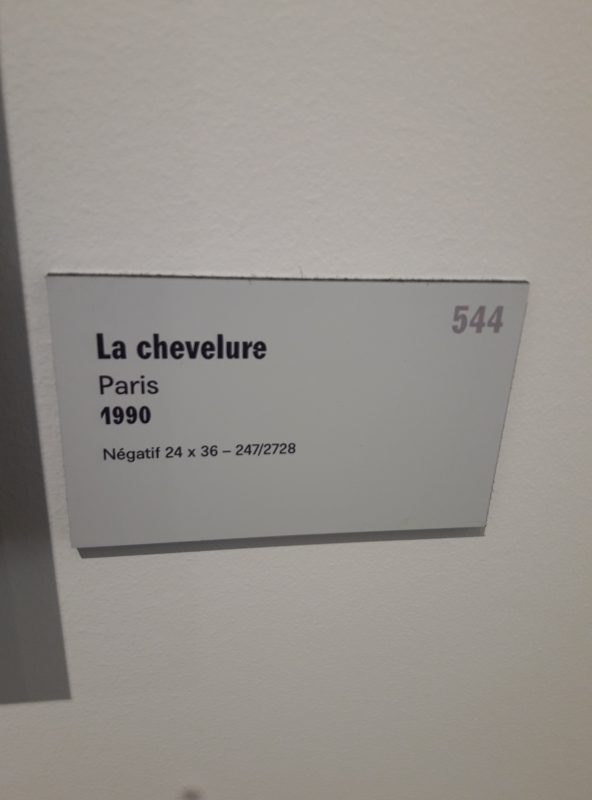 544
La chevelure
Paris
1990
Négatif 24 x 36 – 247/2728